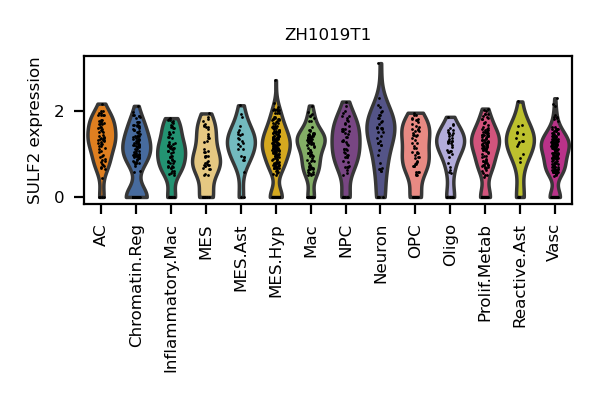 ZH1019T1
SULF2 expression
2
0
AC
Chromatin.Reg
Inflammatory.Mac
MES
MES.Ast
MES.Hyp
Mac
NPC
Neuron
OPC
Oligo
Prolif.Metab
Reactive.Ast
Vasc